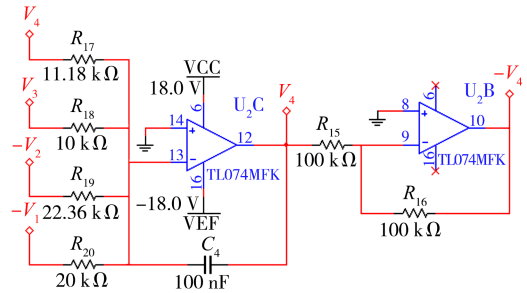 V4
R17
11.18 kΩ
V3
R18
10 kΩ
−V2
R19
22.36 kΩ
−V1
R20
20 kΩ
VCC
18.0 V
6
U2C
14
+
12
13
−
TL074MFK
16
−18.0 V
VEF
C4
100 nF
V4
R15
100 kΩ
6
U2B
−V4
8
+
10
9
−
16
TL074MFK
R16
100 kΩ